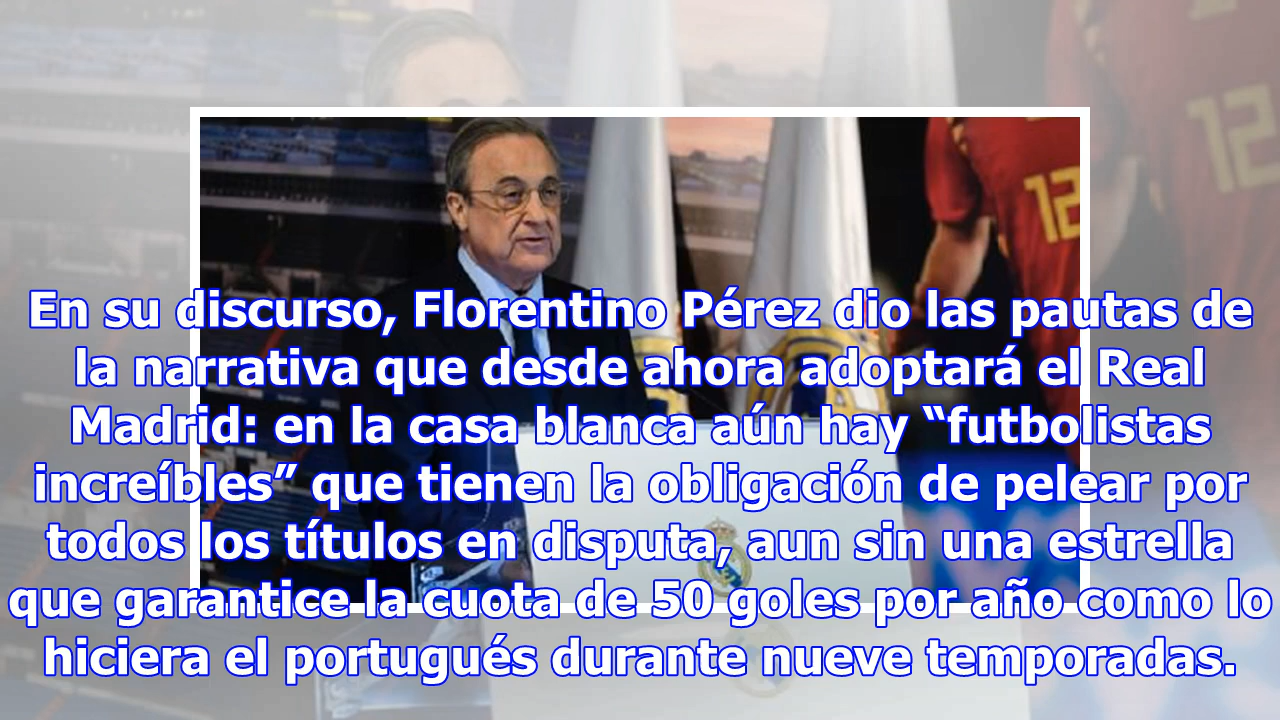 12
12
En su discurso, Florentino Pérez dio las pautas de
la narrativa que desde ahora adoptará el Real
Madrid: en la casa blanca aún hay “futbolistas
increíbles” que tienen la obligación de pelear por
todos los títulos en disputa, aun sin una estrella
que garantice la cuota de 50 goles por año como lo
hiciera el portugués durante nueve temporadas.